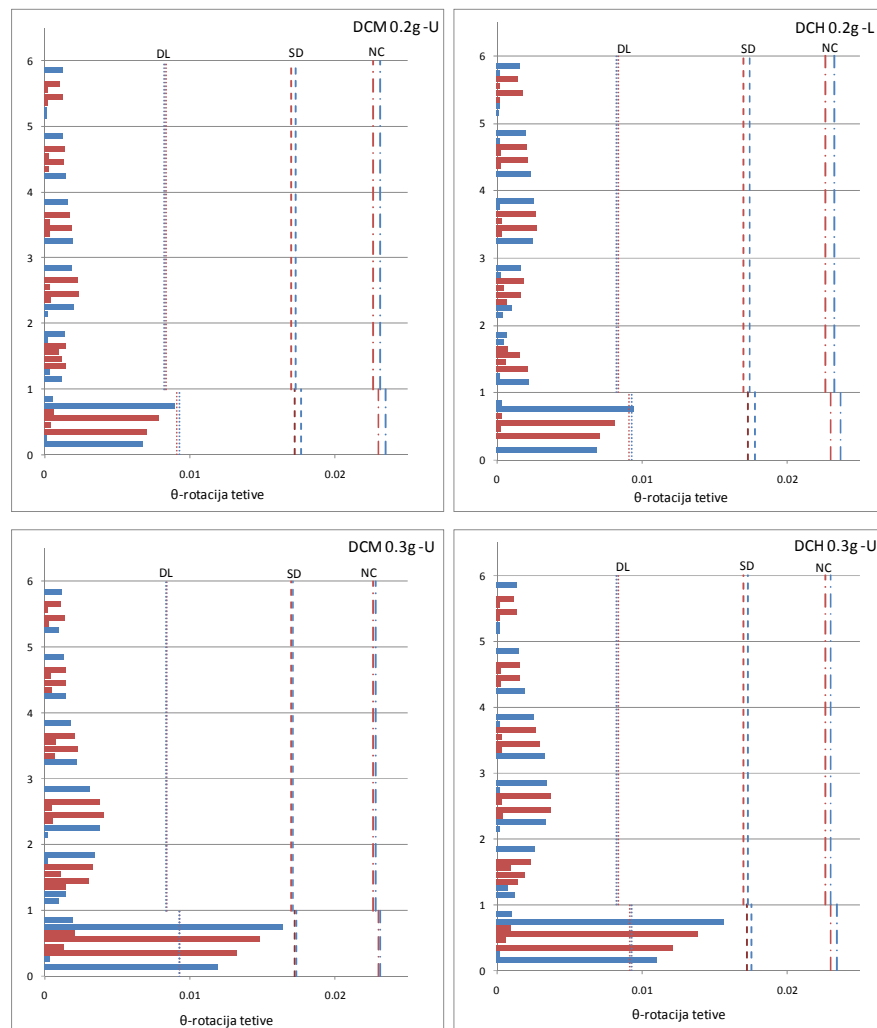 DCM 0.2g -U
DL SD NC
6
5
4
3
2
1
0
0 0.01 0.02
θ-rotacija tetive
DCH 0.2g -L
DL SD NC
6
5
4
3
2
1
0
0 0.01 0.02
θ-rotacija tetive
DCM 0.3g -U
DL SD NC
6
5
4
3
2
1
0
0 0.01 0.02
θ-rotacija tetive
DCH 0.3g -U
DL SD NC
6
5
4
3
2
1
0
0 0.01 0.02
θ-rotacija tetive